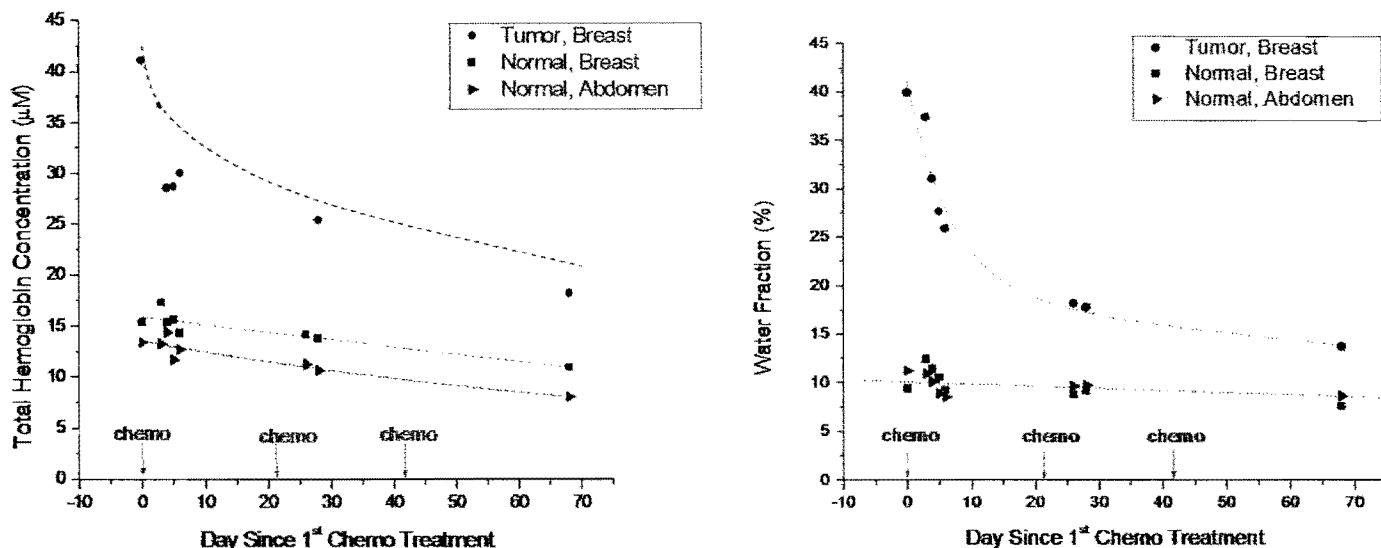 Total Hemoglobin Concentration (μM)
45
40
35
30
25
20
15
10
5
0
Tumor, Breast
Normal, Breast
Normal, Abdomen
chemo
chemo
chemo
-10 0 10 20 30 40 50 60 70
Day Since 1st Chemo Treatment
Water Fraction (%)
45
40
35
30
25
20
15
10
5
0
Tumor, Breast
Normal, Breast
Normal, Abdomen
chemo
chemo
chemo
-10 0 10 20 30 40 50 60 70
Day Since 1st Chemo Treatment